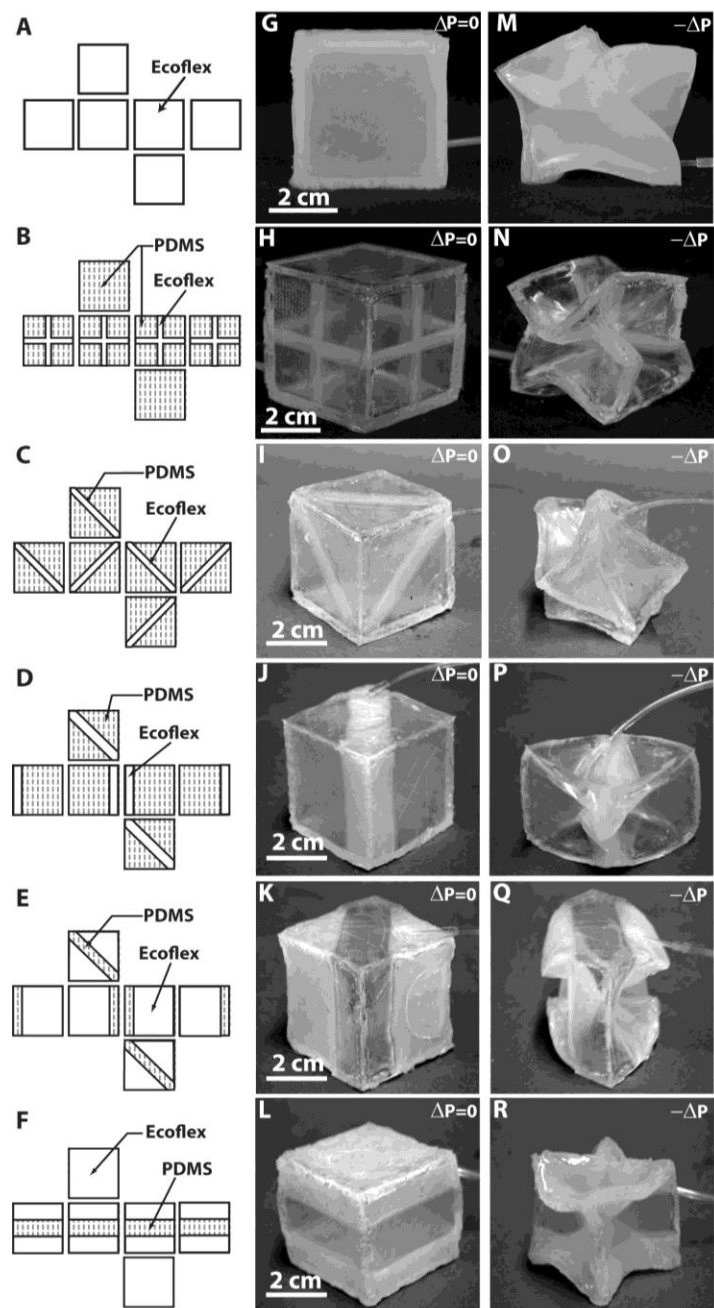 A
Ecoflex
G
ΔP=0
2 cm
M
−ΔP
B
PDMS
Ecoflex
H
ΔP=0
2 cm
N
−ΔP
C
PDMS
Ecoflex
I
ΔP=0
2 cm
O
−ΔP
D
PDMS
Ecoflex
J
ΔP=0
2 cm
P
−ΔP
E
PDMS
Ecoflex
K
ΔP=0
2 cm
Q
−ΔP
F
Ecoflex
PDMS
L
ΔP=0
2 cm
R
−ΔP